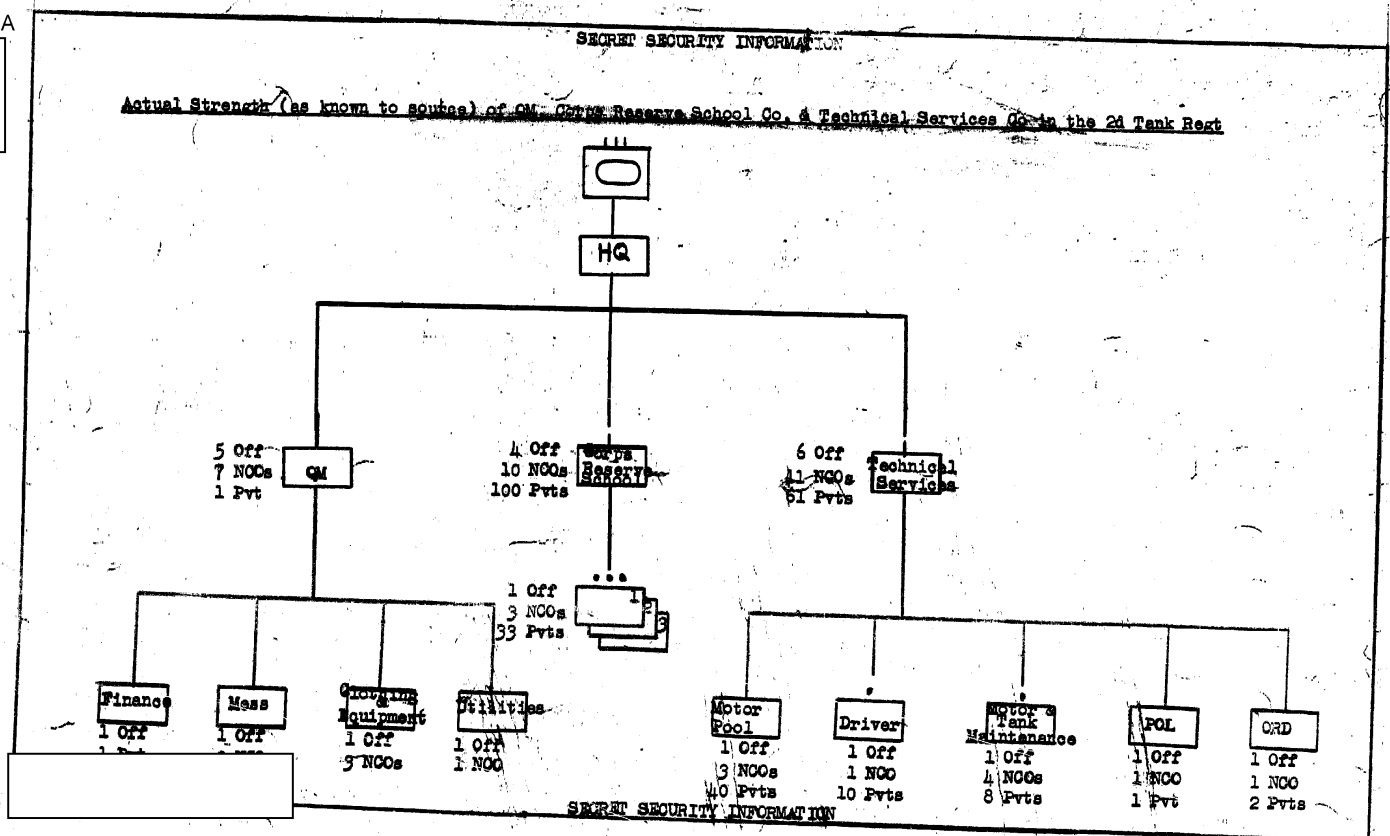 A
SECRET SECURITY INFORMATION
Actual Strength (as known to source) of QM, Corps Reserve School Co, & Technical Services Co in the 2d Tank Regt
HQ
5 Off
7 NCOs
1 Pvt
QM
4 Off
10 NCOs
100 Pvts
Corps
Reserve
School
6 Off
NCOs
61 Pvts
Technical
Services
1 Off
3 NCOs
33 Pvts
1
2
3
Finance
1 Off
1 Pvt
Mess
1 Off
Clothing
&
Equipment
1 Off
3 NCOs
Utilities
1 Off
1 NCO
Motor
Pool
1 Off
3 NCOs
40 Pvts
Driver
1 Off
1 NCO
10 Pvts
Motor &
Tank
Maintenance
1 Off
4 NCOs
8 Pvts
POL
1 Off
1 NCO
1 Pvt
ORD
1 Off
1 NCO
2 Pvts
SECRET SECURITY INFORMATION